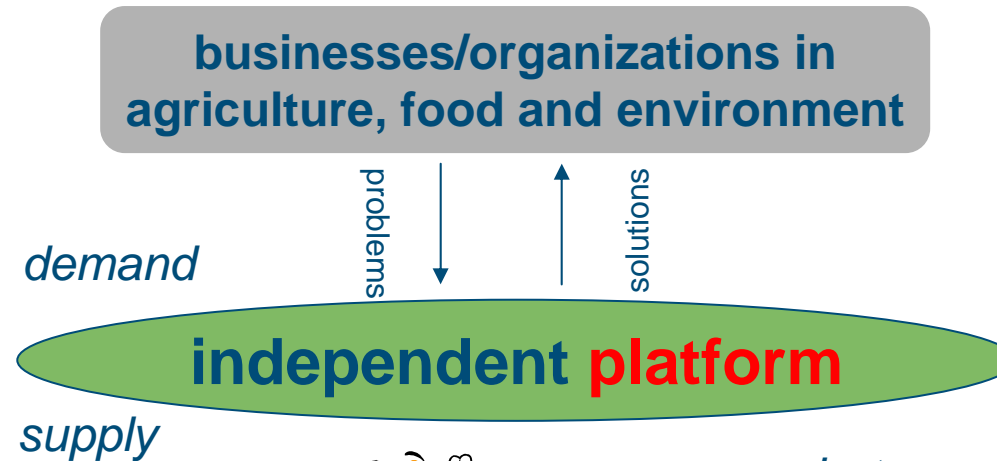 businesses/organizations in
agriculture, food and environment
problems
solutions
demand
independent platform
supply